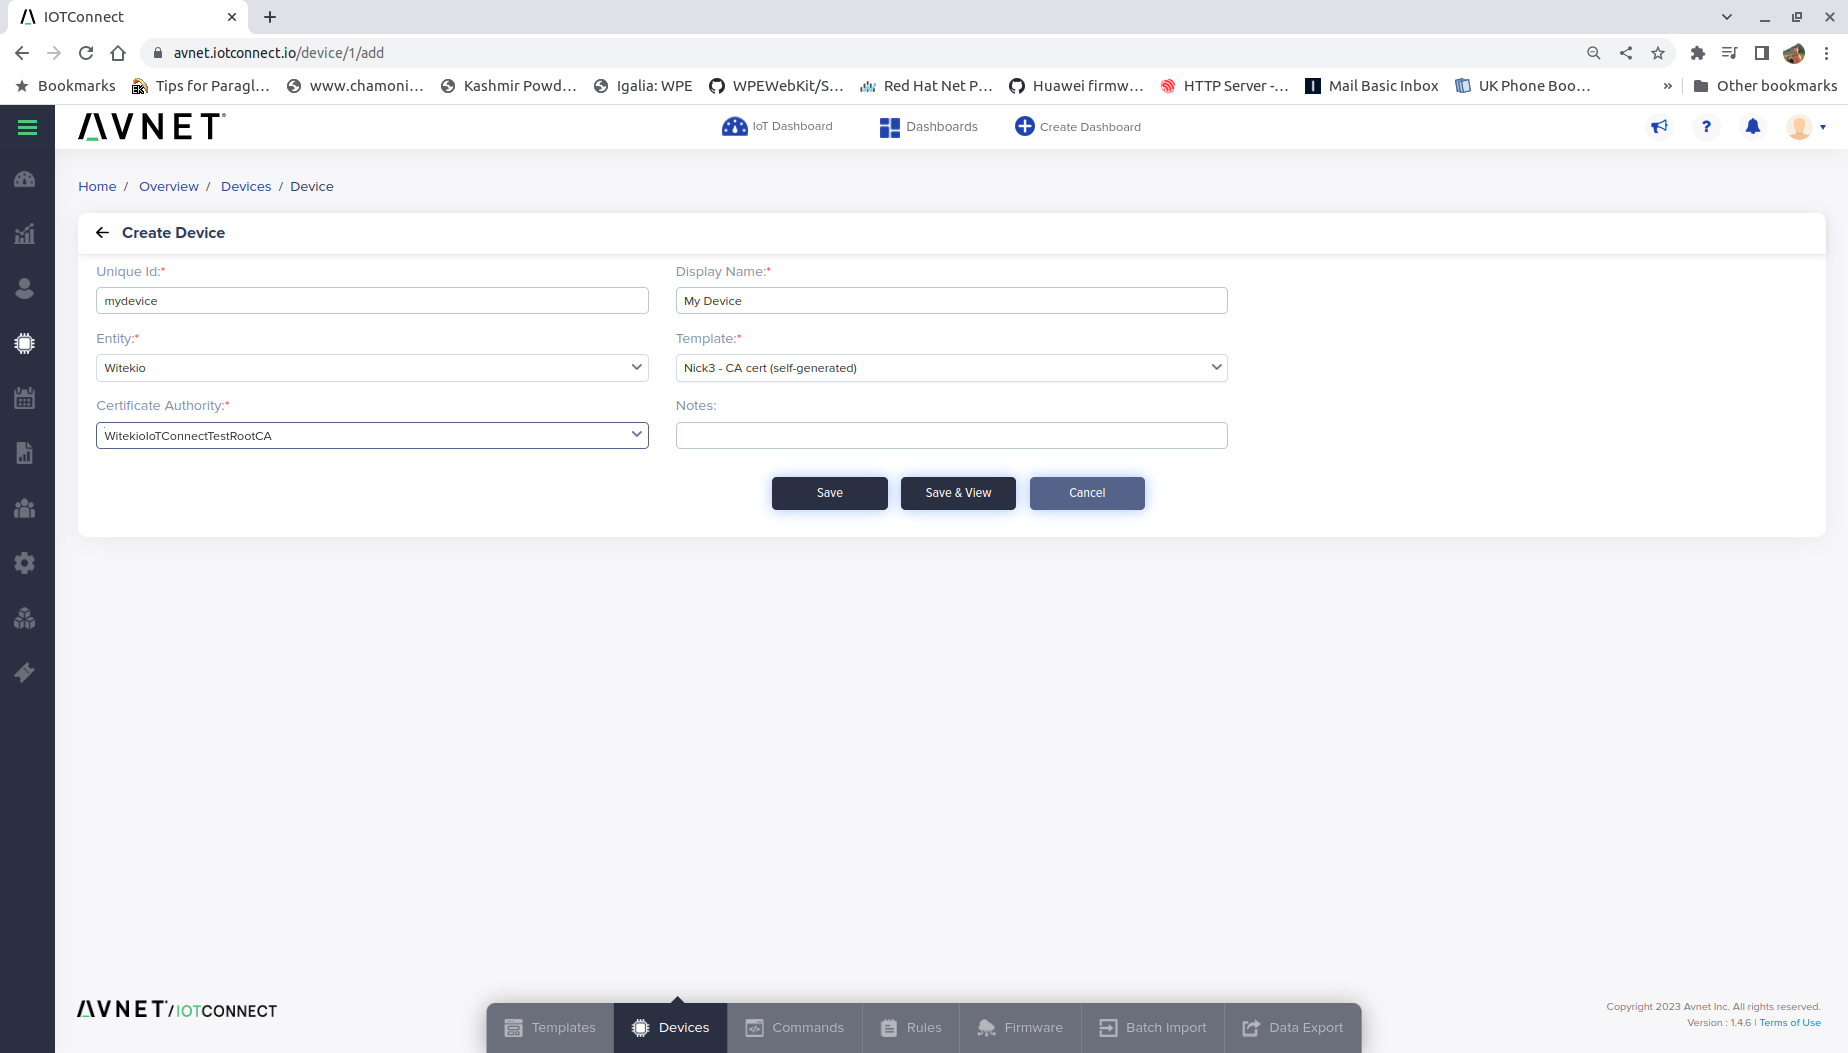 IOTConnect
avnet.iotconnect.io/device/1/add
Bookmarks Tips for Paragl... www.chamoni... Kashmir Powd... Igalia: WPE WPEWebKit/S... Red Hat Net P... Huawei firmw... HTTP Server -... Mail Basic Inbox UK Phone Boo... » Other bookmarks
AVNET IoT Dashboard Dashboards Create Dashboard
Home / Overview / Devices / Device
Create Device
Unique Id:* Display Name:*
mydevice My Device
Entity:* Template:*
Witekio Nick3 - CA cert (self-generated)
Certificate Authority:* Notes:
WitekioIoTConnectTestRootCA
Save Save & View Cancel
AVNET / IOTCONNECT
Copyright 2023 Avnet Inc. All rights reserved.
Version : 1.4.6 | Terms of Use
Templates Devices Commands Rules Firmware Batch Import Data Export